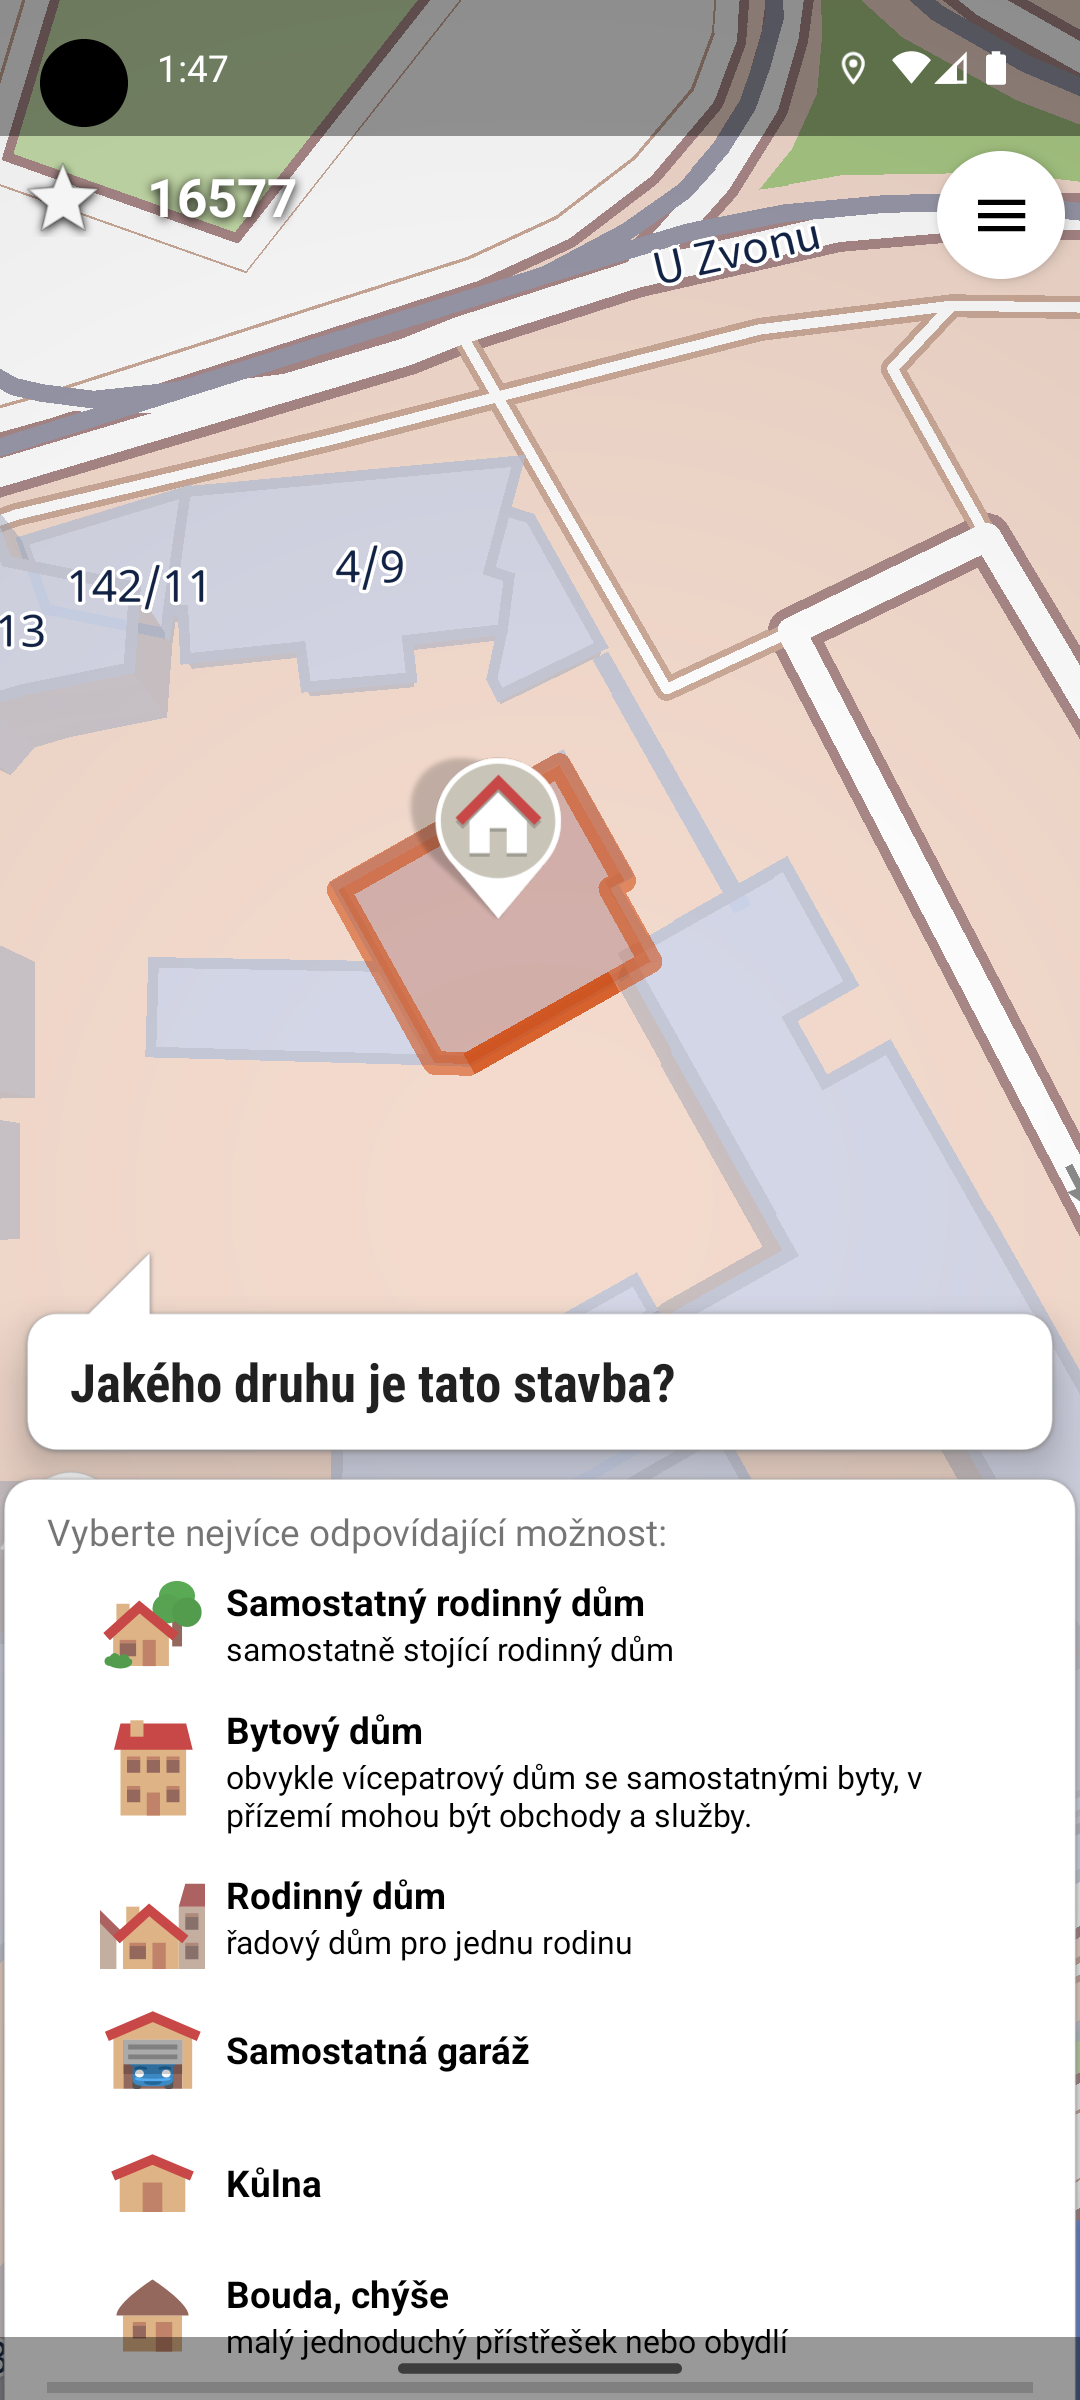 1:47
16577
U Zvonu
4/9
142/11
13
Jakého druhu je tato stavba?
Vyberte nejvíce odpovídající možnost:
Samostatný rodinný dům
samostatně stojící rodinný dům
Bytový dům
obvykle vícepatrový dům se samostatnými byty, v
přízemí mohou být obchody a služby.
Rodinný dům
řadový dům pro jednu rodinu
Samostatná garáž
Kůlna
Bouda, chýše
malý jednoduchý přístřešek nebo obydlí